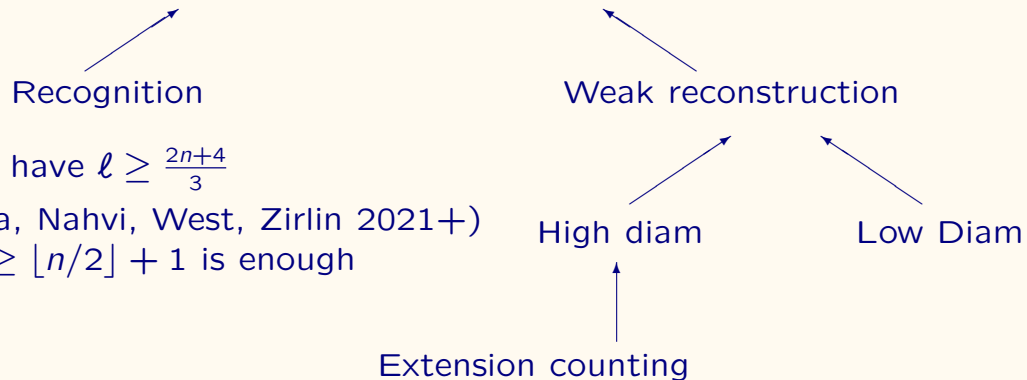 Recognition
Weak reconstruction
have ℓ ≥ \frac{2n+4}{3}
, Nahvi, West, Zirlin 2021+)
≥ ⌊n/2⌋ + 1 is enough
High diam
Low Diam
Extension counting